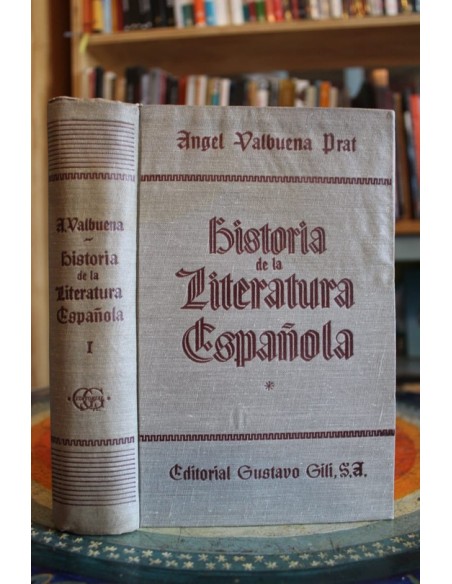 A. Valbuena
Historia
de la
Literatura
Española
I
Angel Valbuena Prat
Historia
de la
Literatura
Española
*
Editorial Gustavo Gili, S.A.